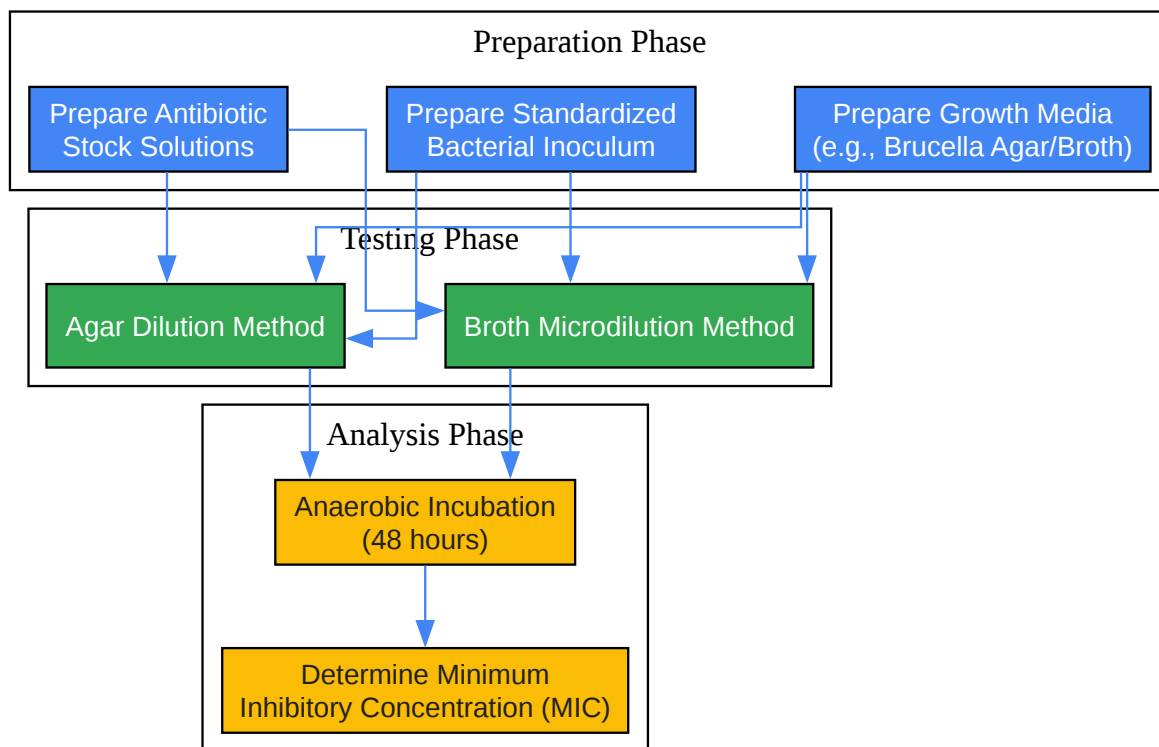 Preparation Phase
Prepare Antibiotic
Stock Solutions
Prepare Standardized
Bacterial Inoculum
Prepare Growth Media
(e.g., Brucella Agar/Broth)
Testing Phase
Agar Dilution Method
Broth Microdilution Method
Analysis Phase
Anaerobic Incubation
(48 hours)
Determine Minimum
Inhibitory Concentration (MIC)